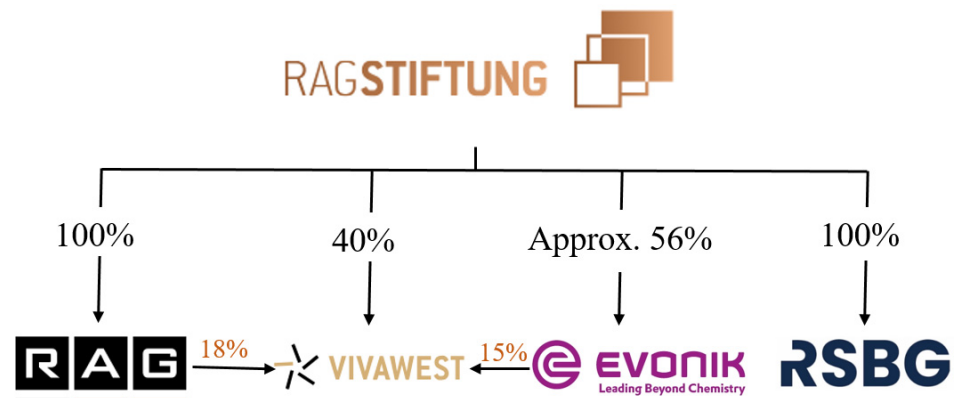 RAGSTIFTUNG
100%
40%
Approx. 56%
100%
RAG
18%
VIVAWEST
15%
EVONIK
Leading Beyond Chemistry
RSBG